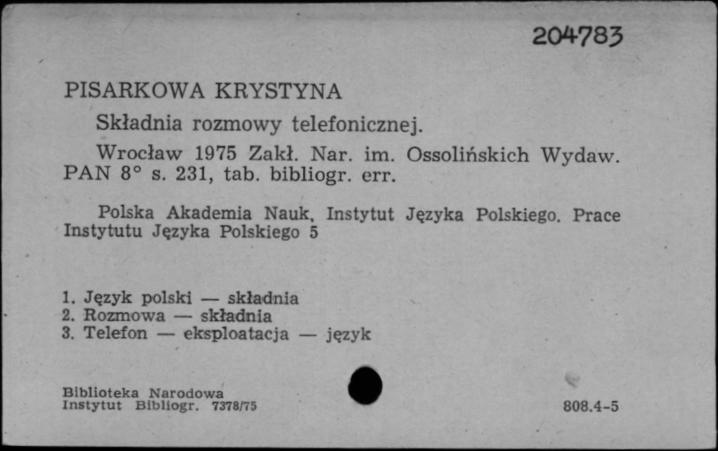 204783
PISARKOWA KRYSTYNA
Składnia rozmowy telefonicznej.
Wrocław 1975 Zakł. Nar. im. Ossolińskich Wydaw.
PAN 8° s. 231, tab. bibliogr. err.
Polska Akademia Nauk, Instytut Języka Polskiego. Prace
Instytutu Języka Polskiego 5
1. Język polski — składnia
2. Rozmowa — składnia
3. Telefon — eksploatacja — język
Biblioteka Narodowa
Instytut Bibliogr. 7378/75
808.4-5